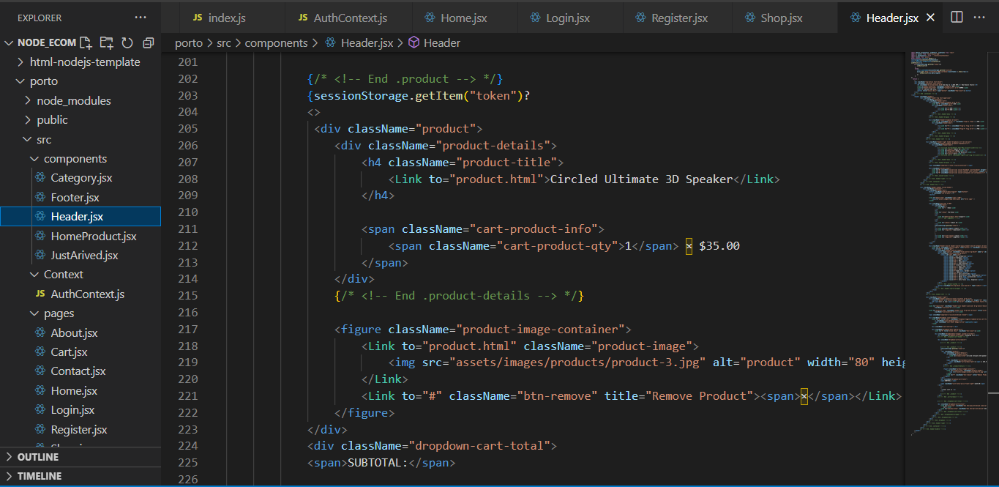 EXPLORER ···
JS index.js JS AuthContext.js Home.jsx Login.jsx Register.jsx Shop.jsx Header.jsx ···
NODE_ECOM
porto > src > components > Header.jsx > Header
html-nodejs-template
porto
node_modules
public
src
components
Category.jsx
Footer.jsx
Header.jsx
HomeProduct.jsx
JustArived.jsx
Context
JS AuthContext.js
pages
About.jsx
Cart.jsx
Contact.jsx
Home.jsx
Login.jsx
Register.jsx
OUTLINE
TIMELINE
201
202 {/* <!-- End .product --> */}
203 {sessionStorage.getItem("token")?
204 <>
205 <div className="product">
206 <div className="product-details">
207 <h4 className="product-title">
208 <Link to="product.html">Circled Ultimate 3D Speaker</Link>
209 </h4>
210
211 <span className="cart-product-info">
212 <span className="cart-product-qty">1</span> × $35.00
213 </span>
214 </div>
215 {/* <!-- End .product-details --> */}
216
217 <figure className="product-image-container">
218 <Link to="product.html" className="product-image">
219 <img src="assets/images/products/product-3.jpg" alt="product" width="80" heig
220 </Link>
221 <Link to="#" className="btn-remove" title="Remove Product"><span>×</span></Link>
222 </figure>
223 </div>
224 <div className="dropdown-cart-total">
225 <span>SUBTOTAL:</span>
226